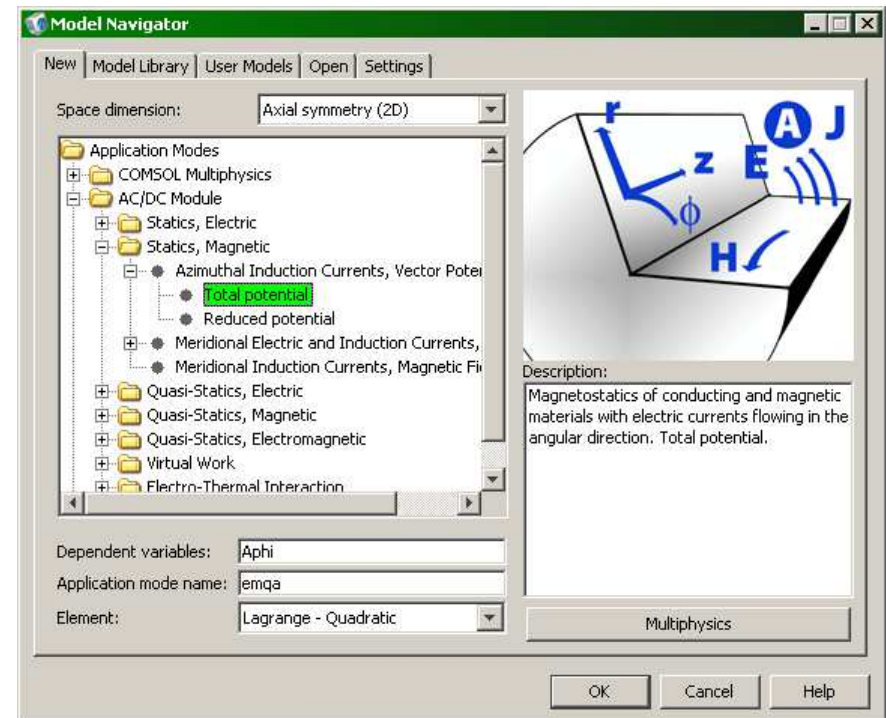 Model Navigator
New Model Library User Models Open Settings
Space dimension: Axial symmetry (2D)
Application Modes
COMSOL Multiphysics
AC/DC Module
Statics, Electric
Statics, Magnetic
Azimuthal Induction Currents, Vector Poter
Total potential
Reduced potential
Meridional Electric and Induction Currents,
Meridional Induction Currents, Magnetic Fi
Quasi-Statics, Electric
Quasi-Statics, Magnetic
Quasi-Statics, Electromagnetic
Virtual Work
Electro-Thermal Interaction
Dependent variables: Aphi
Application mode name: emqa
Element: Lagrange - Quadratic
r
z
ϕ
A
J
E
H
Description:
Magnetostatics of conducting and magnetic
materials with electric currents flowing in the
angular direction. Total potential.
Multiphysics
OK Cancel Help